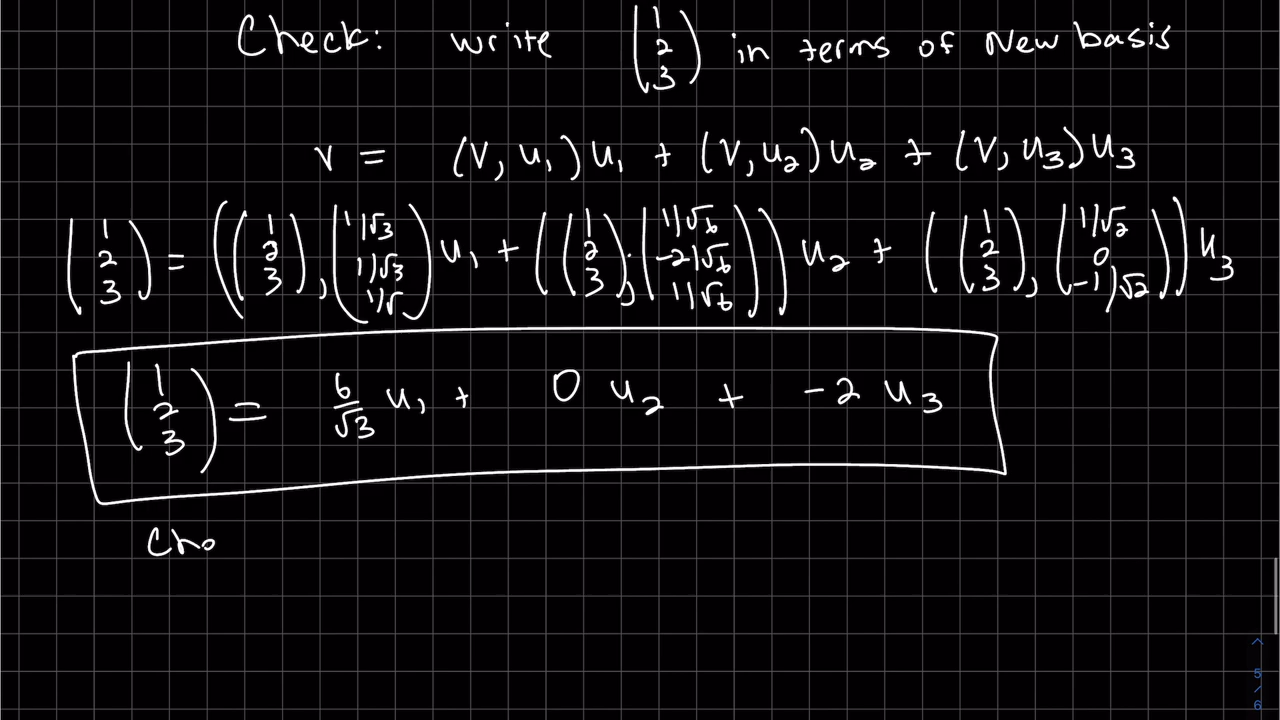 Check: write (1 2 3) in terms of New basis
v = (v, u₁)u₁ + (v, u₂)u₂ + (v, u₃)u₃
(1 2 3) = ((1 2 3), (1/√3 1/√3 1/√) u₁ + ((1 2 3), (1/√6 -2/√6 1/√6)) u₂ + ((1 2 3), (1/√2 0 -1/√2)) u₃
(1 2 3) = 6/√3 u₁ + 0 u₂ + -2 u₃
Cho
5/6